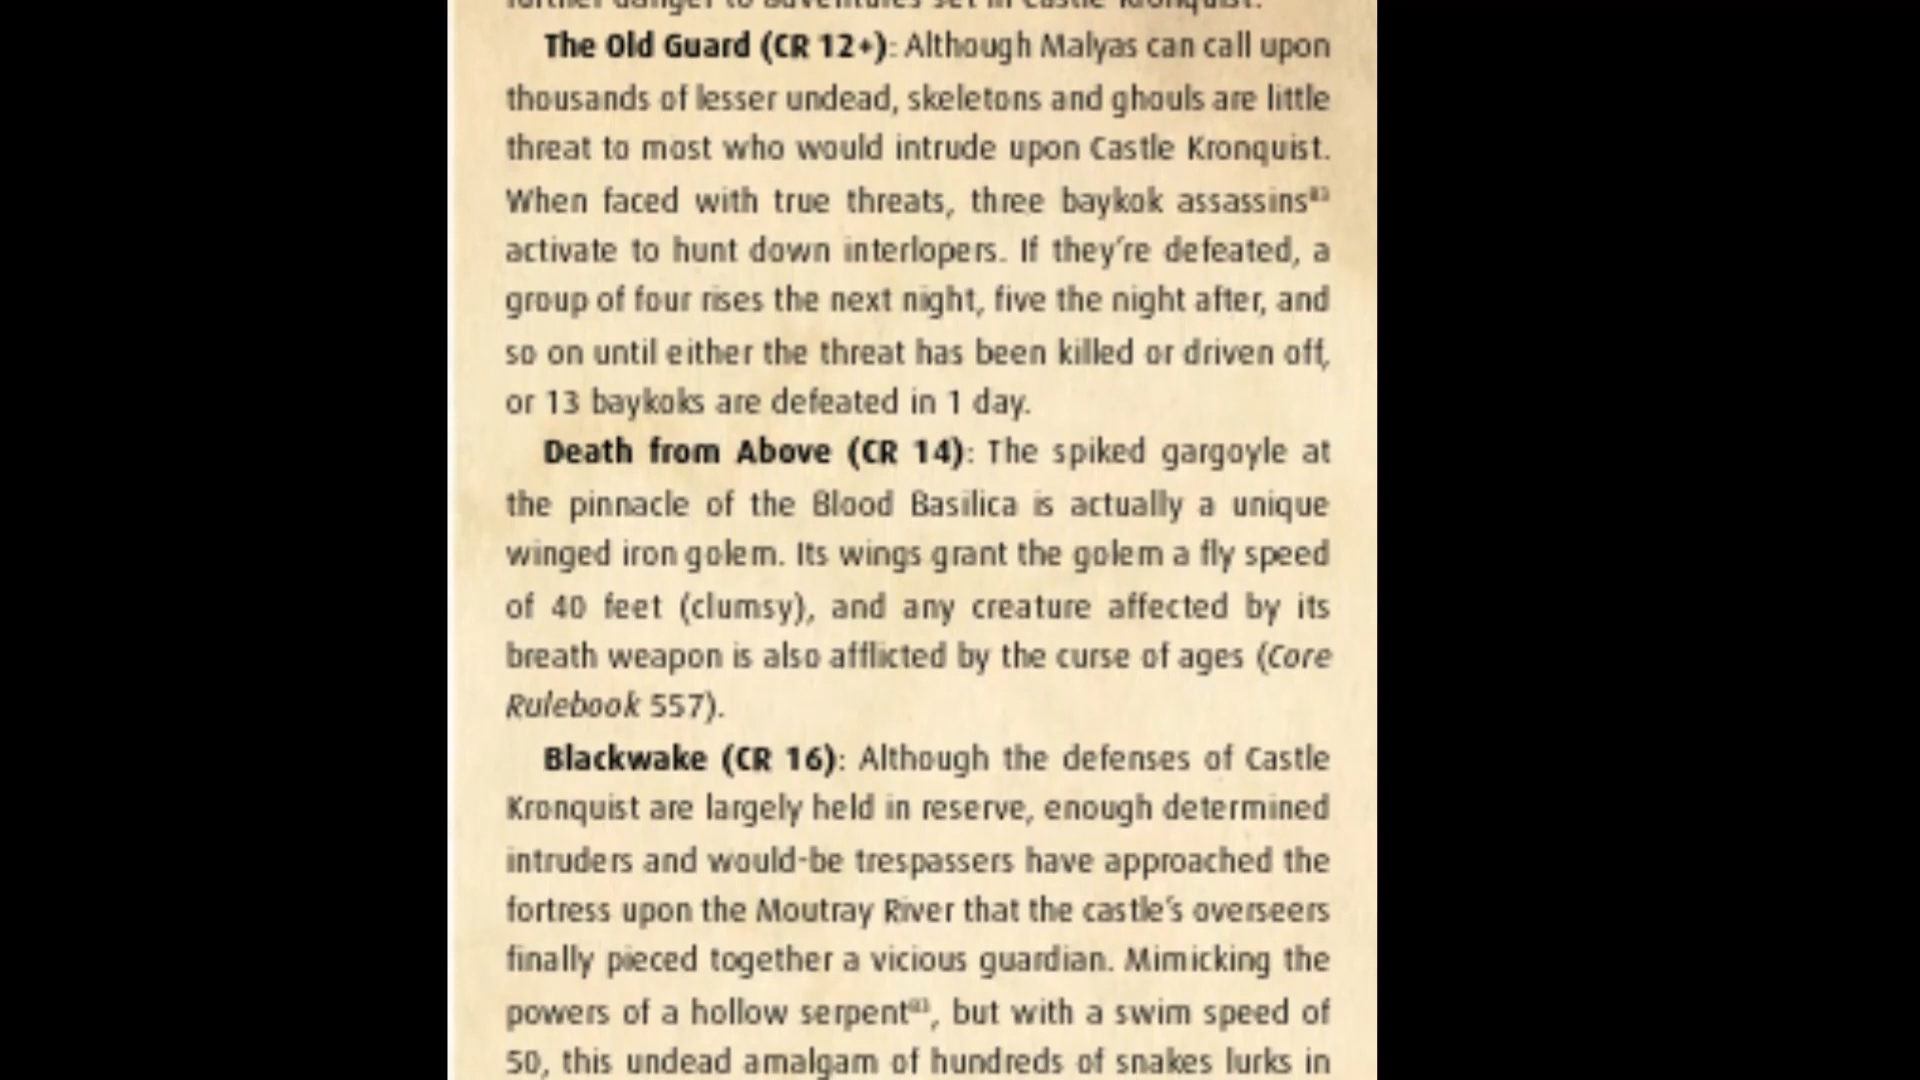 further danger to adventures set in Castle Kronquist.
The Old Guard (CR 12+): Although Malyas can call upon
thousands of lesser undead, skeletons and ghouls are little
threat to most who would intrude upon Castle Kronquist.
When faced with true threats, three baykok assassins
activate to hunt down interlopers. If they're defeated, a
group of four rises the next night, five the night after, and
so on until either the threat has been killed or driven off,
or 13 baykoks are defeated in 1 day.
Death from Above (CR 14): The spiked gargoyle at
the pinnacle of the Blood Basilica is actually a unique
winged iron golem. Its wings grant the golem a fly speed
of 40 feet (clumsy), and any creature affected by its
breath weapon is also afflicted by the curse of ages (Core
Rulebook 557).
Blackwake (CR 16): Although the defenses of Castle
Kronquist are largely held in reserve, enough determined
intruders and would-be trespassers have approached the
fortress upon the Moutray River that the castle's overseers
finally pieced together a vicious guardian. Mimicking the
powers of a hollow serpent, but with a swim speed of
50, this undead amalgam of hundreds of snakes lurks in